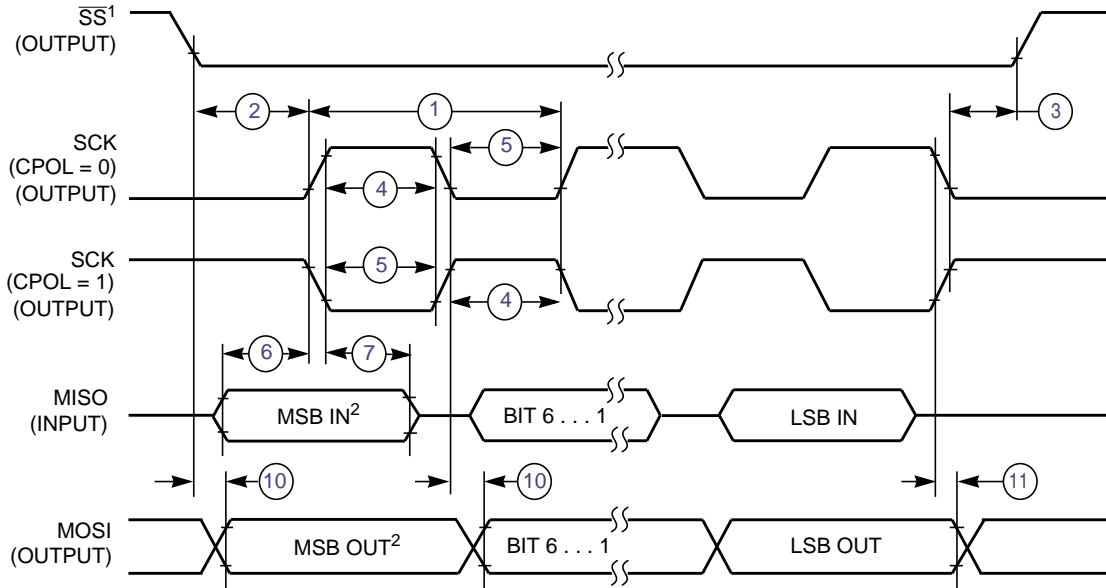 SS¹
(OUTPUT)
2
1
3
SCK
(CPOL = 0)
(OUTPUT)
5
4
SCK
(CPOL = 1)
(OUTPUT)
5
4
6
7
MISO
(INPUT)
MSB IN²
BIT 6 . . . 1
LSB IN
10
10
11
MOSI
(OUTPUT)
MSB OUT²
BIT 6 . . . 1
LSB OUT